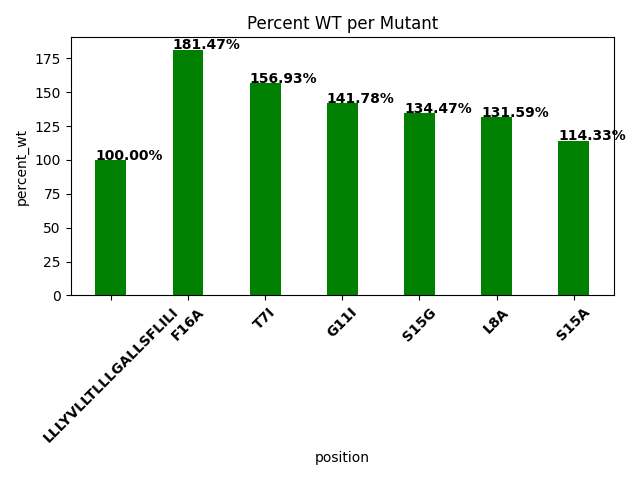 Percent WT per Mutant
percent_wt
175
150
125
100
75
50
25
0
100.00%
181.47%
156.93%
141.78%
134.47%
131.59%
114.33%
LLLYVLLTLLLGALLSFLILI
F16A
T7I
G11I
S15G
L8A
S15A
position